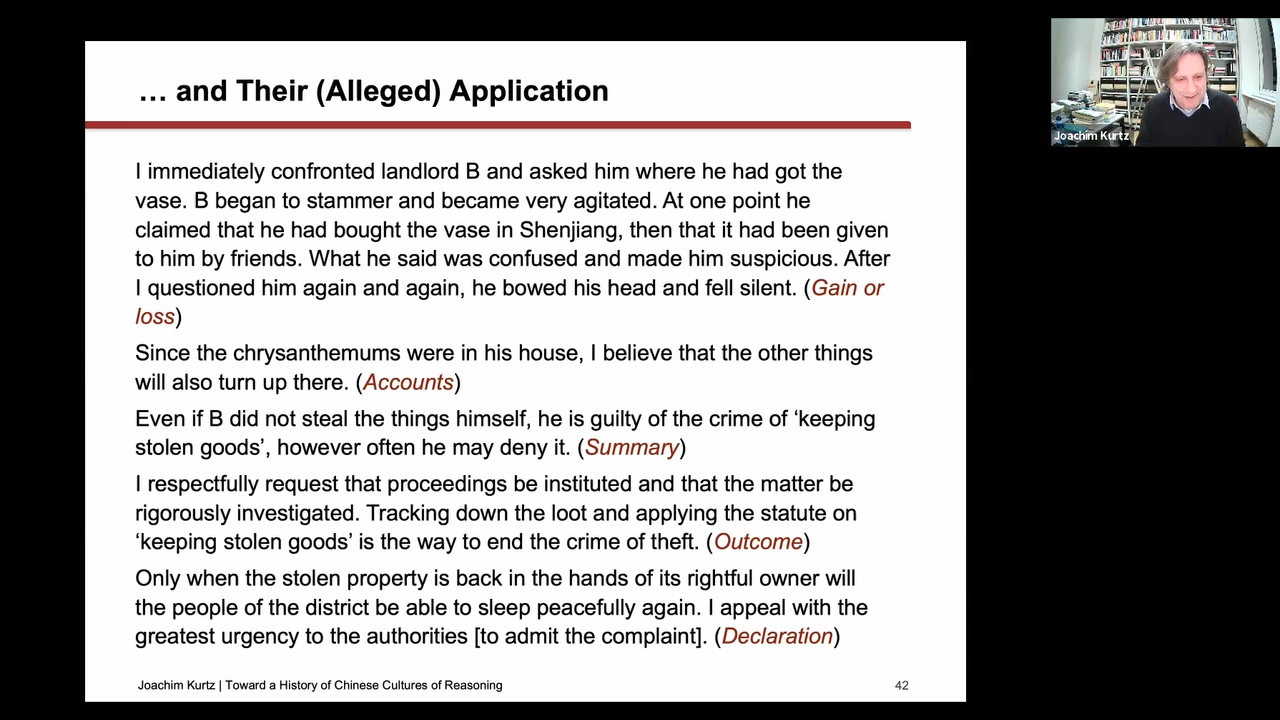 … and Their (Alleged) Application
I immediately confronted landlord B and asked him where he had got the
vase. B began to stammer and became very agitated. At one point he
claimed that he had bought the vase in Shenjiang, then that it had been given
to him by friends. What he said was confused and made him suspicious. After
I questioned him again and again, he bowed his head and fell silent. (Gain or
loss)
Since the chrysanthemums were in his house, I believe that the other things
will also turn up there. (Accounts)
Even if B did not steal the things himself, he is guilty of the crime of ‘keeping
stolen goods’, however often he may deny it. (Summary)
I respectfully request that proceedings be instituted and that the matter be
rigorously investigated. Tracking down the loot and applying the statute on
‘keeping stolen goods’ is the way to end the crime of theft. (Outcome)
Only when the stolen property is back in the hands of its rightful owner will
the people of the district be able to sleep peacefully again. I appeal with the
greatest urgency to the authorities [to admit the complaint]. (Declaration)
Joachim Kurtz | Toward a History of Chinese Cultures of Reasoning
42
Joachim Kurtz